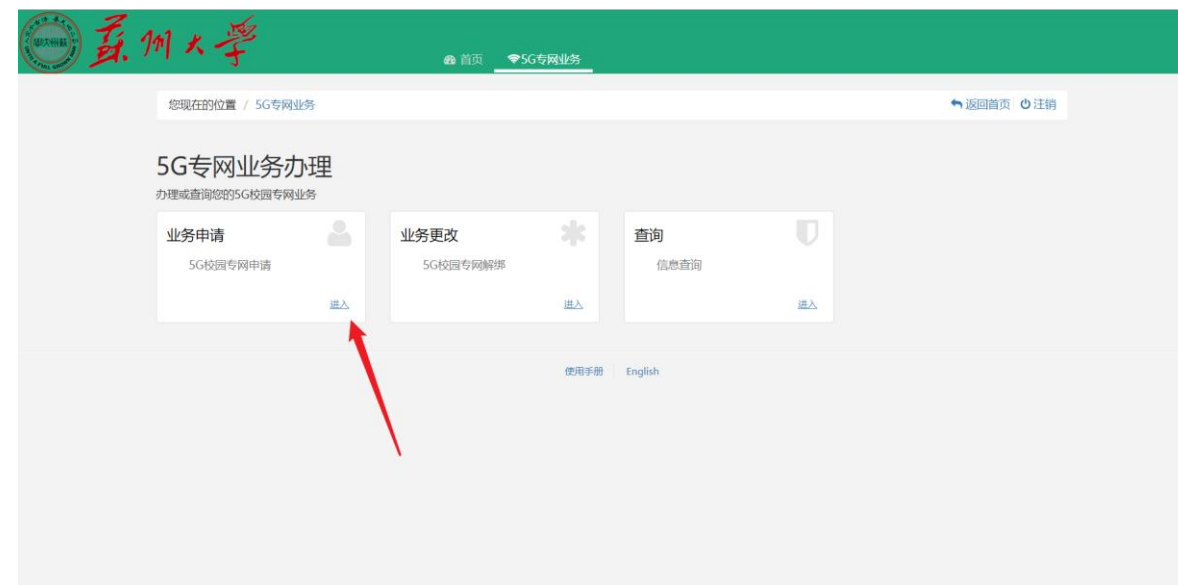 蘇州大學
首页 5G专网业务
您现在的位置 / 5G专网业务 返回首页 注销
5G专网业务办理
办理或查询您的5G校园专网业务
业务申请
5G校园专网申请
进入
业务更改
5G校园专网解绑
进入
查询
信息查询
进入
使用手册 English